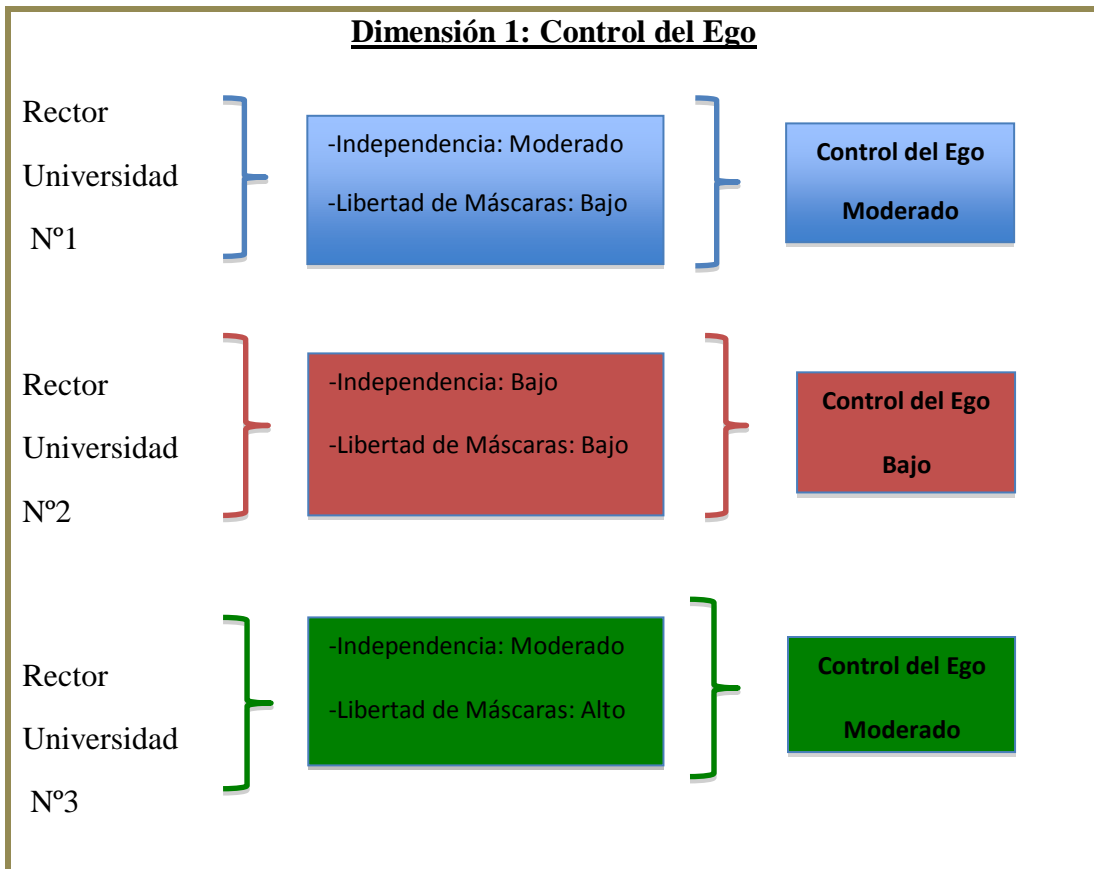 Dimensión 1: Control del Ego
Rector
Universidad
Nº1
-Independencia: Moderado
-Libertad de Máscaras: Bajo
Control del Ego
Moderado
Rector
Universidad
Nº2
-Independencia: Bajo
-Libertad de Máscaras: Bajo
Control del Ego
Bajo
Rector
Universidad
Nº3
-Independencia: Moderado
-Libertad de Máscaras: Alto
Control del Ego
Moderado